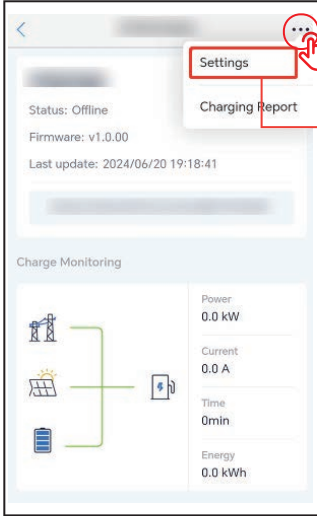 Settings
Charging Report
Status: Offline
Firmware: v1.0.00
Last update: 2024/06/20 19:18:41
Charge Monitoring
Power
0.0 kW
Current
0.0 A
Time
0min
Energy
0.0 kWh